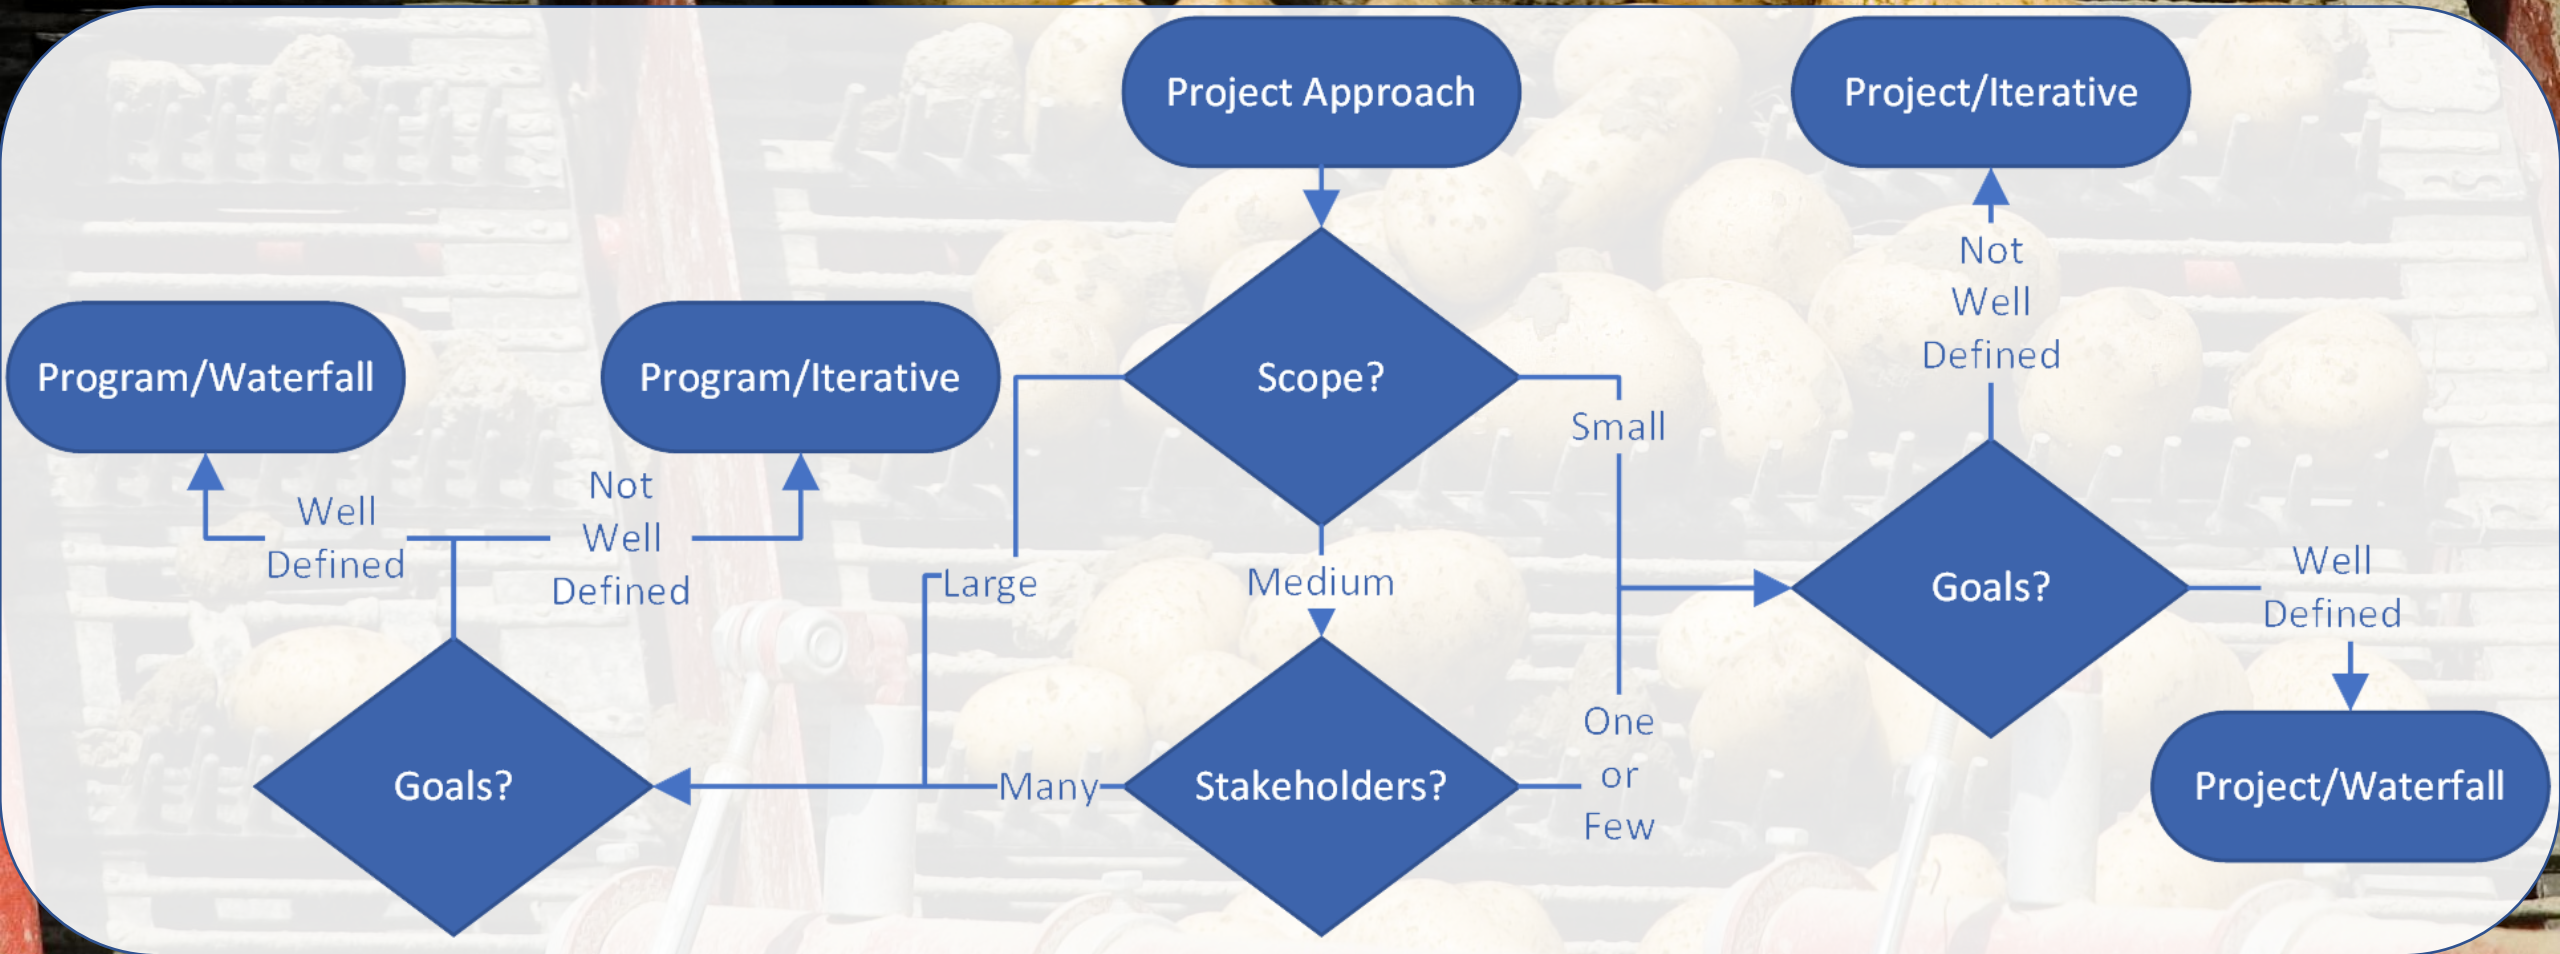 Project Approach
Project/Iterative
Not
Well
Defined
Program/Waterfall
Program/Iterative
Scope?
Small
Not
Well
Defined
Well
Defined
Large
Medium
Goals?
Well
Defined
One
or
Few
Goals?
Many
Stakeholders?
Project/Waterfall